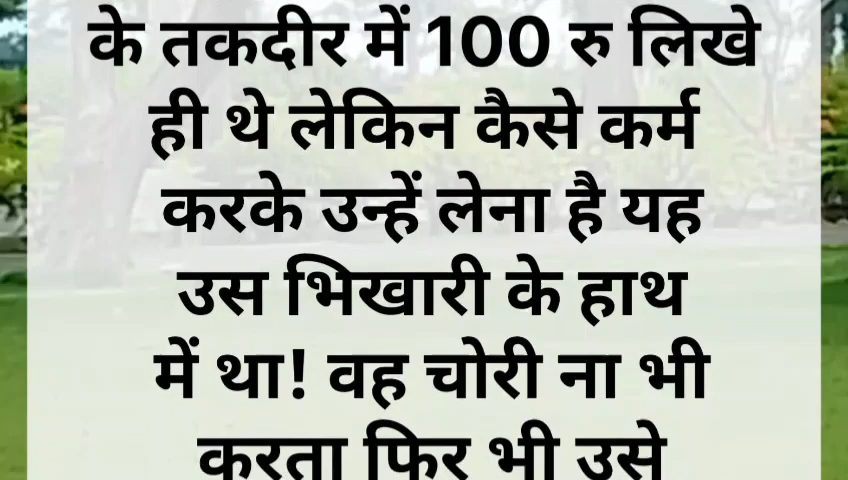 के तकदीर में 100 रु लिखे
ही थे लेकिन कैसे कर्म
करके उन्हें लेना है यह
उस भिखारी के हाथ
में था! वह चोरी ना भी
करता फिर भी उसे